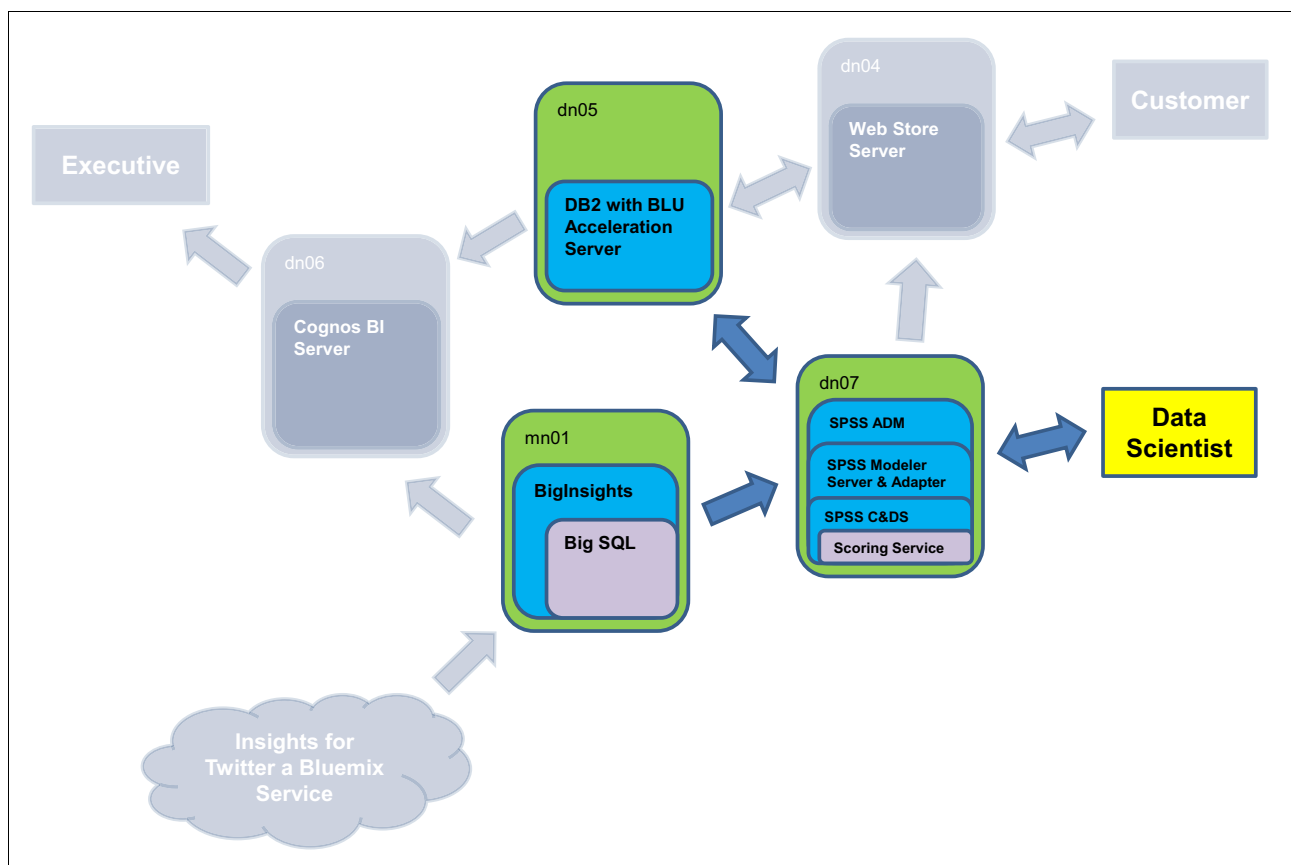 dn04
Customer
Web Store
Server
dn05
Executive
DB2 with BLU
Acceleration
Server
dn06
Cognos BI
Server
dn07
SPSS ADM
SPSS Modeler
Server & Adapter
SPSS C&DS
Scoring Service
Data
Scientist
mn01
BigInsights
Big SQL
Insights for
Twitter a Bluemix
Service